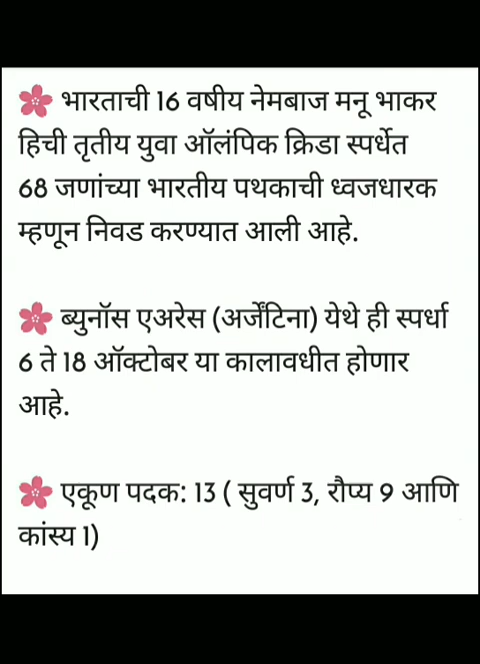 🌸 भारताची 16 वर्षीय नेमबाज मनू भाकर
हिची तृतीय युवा ऑलंपिक क्रिडा स्पर्धेत
68 जणांच्या भारतीय पथकाची ध्वजधारक
म्हणून निवड करण्यात आली आहे.
🌸 ब्युनॉस एअरेस (अर्जेंटिना) येथे ही स्पर्धा
6 ते 18 ऑक्टोबर या कालावधीत होणार
आहे.
🌸 एकूण पदक: 13 ( सुवर्ण 3, रौप्य 9 आणि
कांस्य 1)